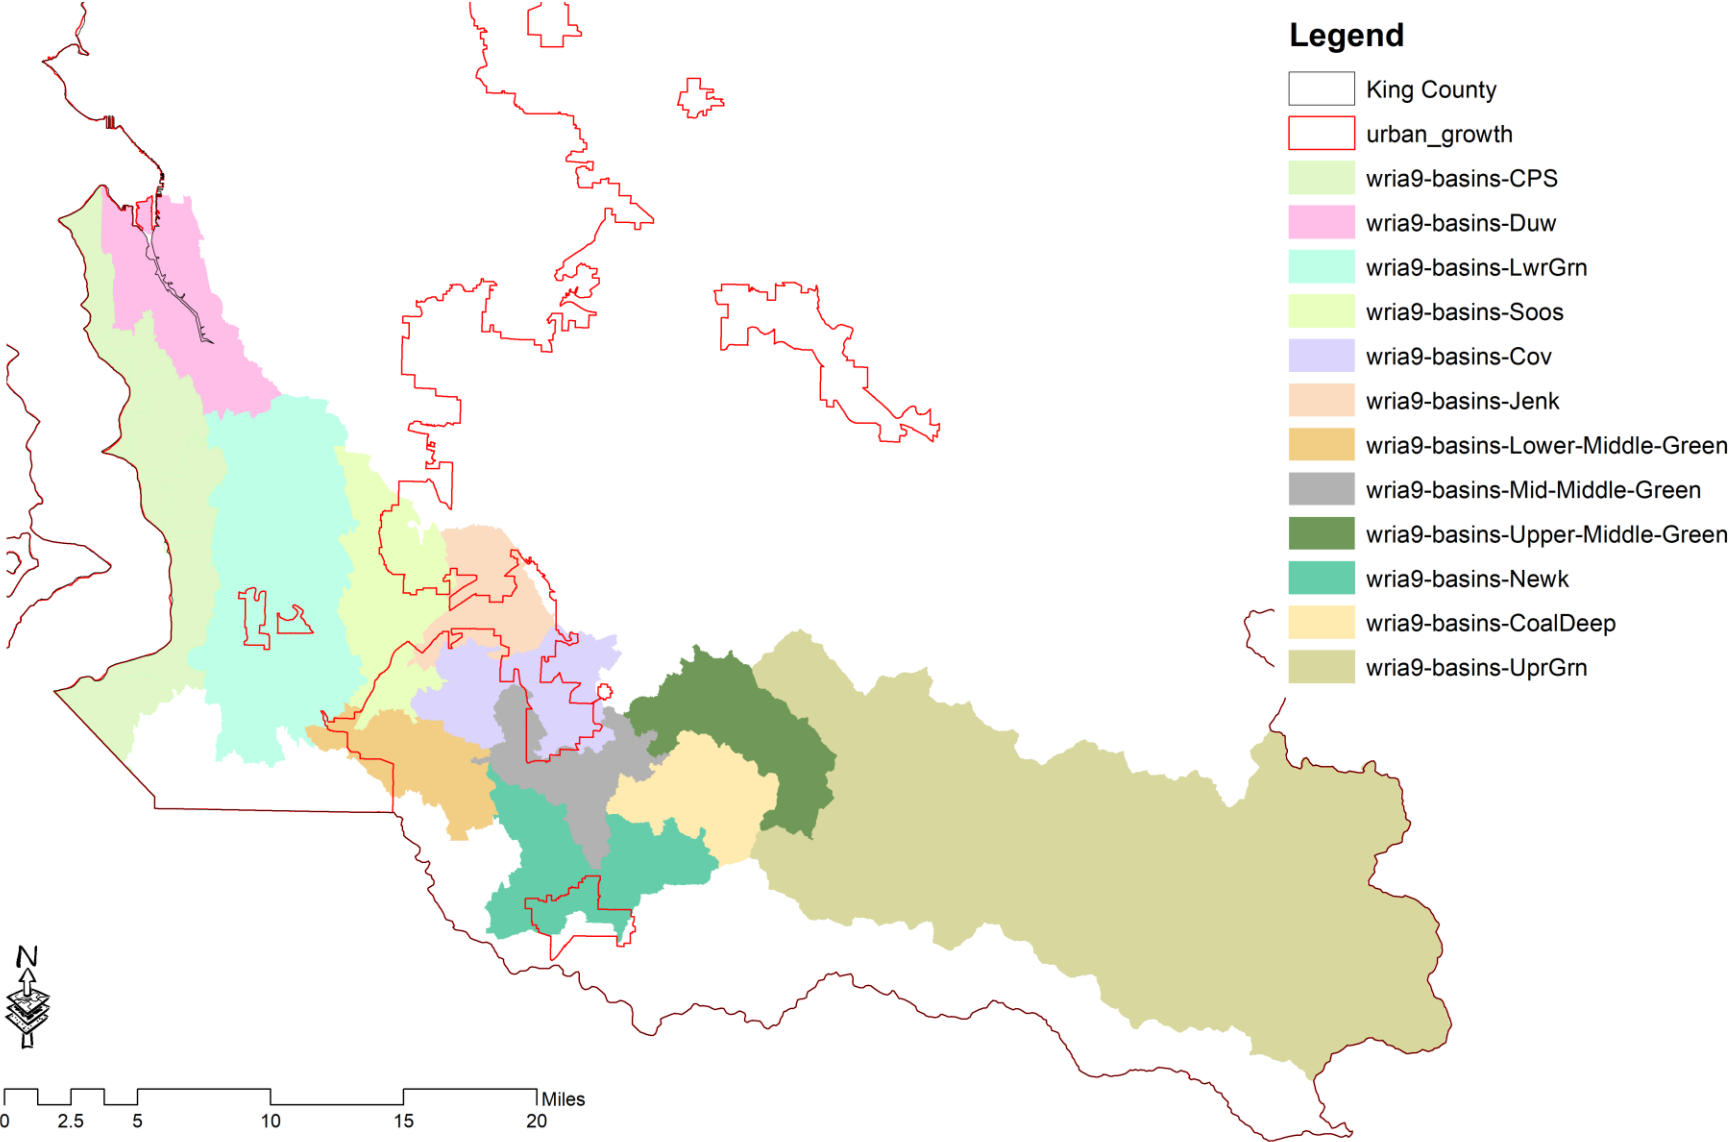 Legend
King County
urban_growth
wria9-basins-CPS
wria9-basins-Duw
wria9-basins-LwrGrn
wria9-basins-Soos
wria9-basins-Cov
wria9-basins-Jenk
wria9-basins-Lower-Middle-Green
wria9-basins-Mid-Middle-Green
wria9-basins-Upper-Middle-Green
wria9-basins-Newk
wria9-basins-CoalDeep
wria9-basins-UprGrn
N
Miles
0 2.5 5 10 15 20